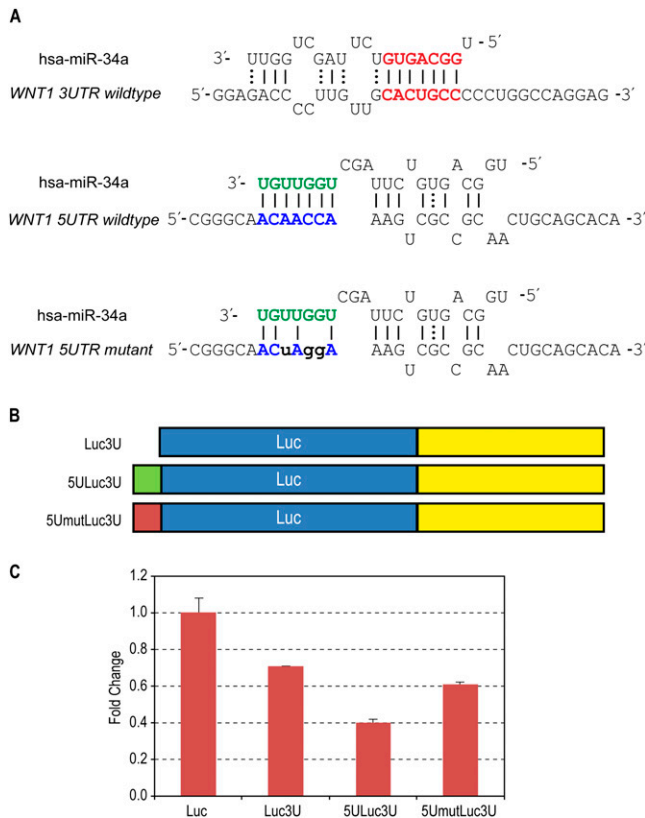 A
UC UC U -5′
hsa-miR-34a 3′- UUGG GAU UGUGACGG
WNT1 3UTR wildtype 5′-GGAGACC UUG GCACUGCCCCCUGGCCAGGAG -3′
CC UU
CGA U A GU -5′
hsa-miR-34a 3′- UGUUGGU UUC GUG CG
WNT1 5UTR wildtype 5′-CGGGCAACAACCA AAG CGC GC CUGCAGCACA -3′
U C AA
CGA U A GU -5′
hsa-miR-34a 3′- UGUUGGU UUC GUG CG
WNT1 5UTR mutant 5′-CGGGCAACuAggA AAG CGC GC CUGCAGCACA -3′
U C AA
B
Luc3U Luc
5ULuc3U Luc
5UmutLuc3U Luc
C
Fold Change
1.2
1.0
0.8
0.6
0.4
0.2
0.0
Luc Luc3U 5ULuc3U 5UmutLuc3U